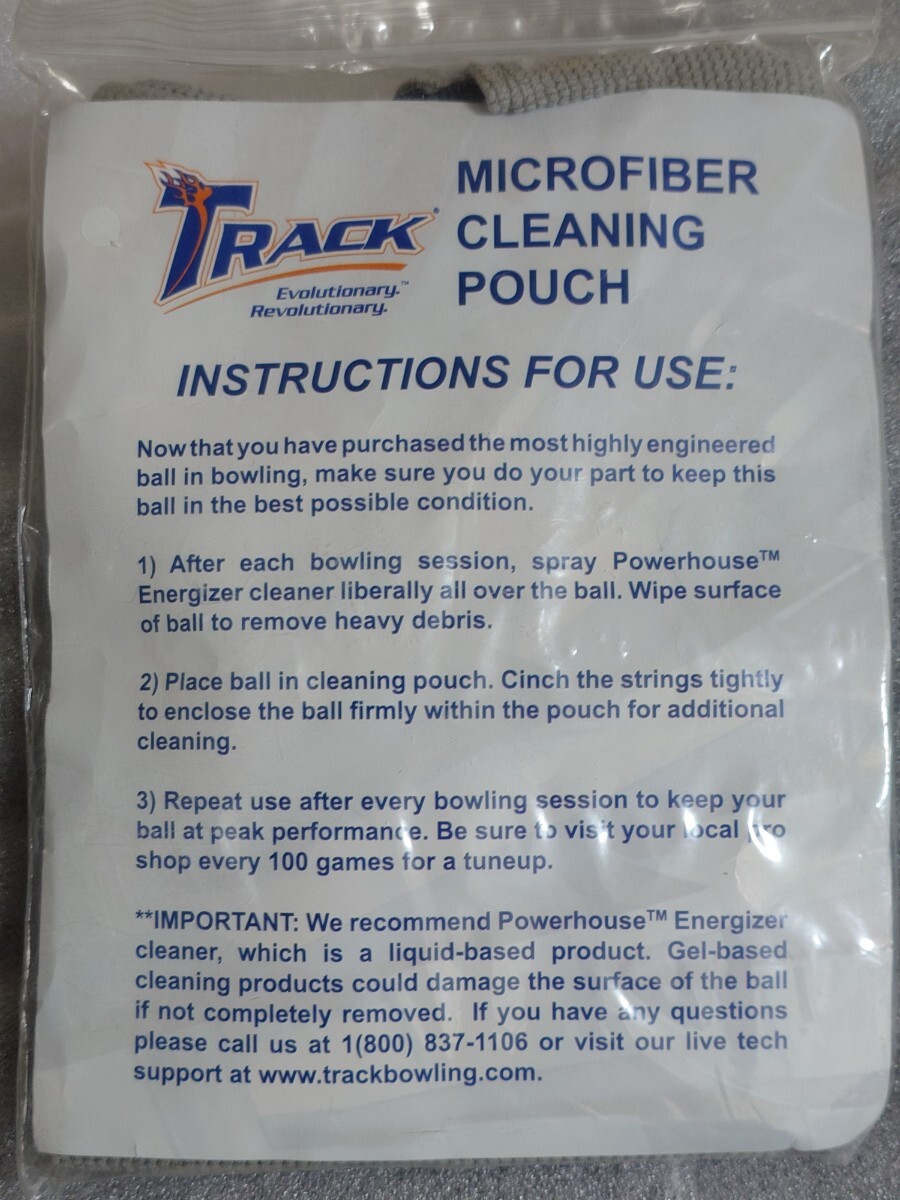 TRACK®
Evolutionary.™
Revolutionary.
MICROFIBER
CLEANING
POUCH
INSTRUCTIONS FOR USE:
Now that you have purchased the most highly engineered
ball in bowling, make sure you do your part to keep this
ball in the best possible condition.
1) After each bowling session, spray Powerhouse™
Energizer cleaner liberally all over the ball. Wipe surface
of ball to remove heavy debris.
2) Place ball in cleaning pouch. Cinch the strings tightly
to enclose the ball firmly within the pouch for additional
cleaning.
3) Repeat use after every bowling session to keep your
ball at peak performance. Be sure to visit your local pro
shop every 100 games for a tuneup.
**IMPORTANT: We recommend Powerhouse™ Energizer
cleaner, which is a liquid-based product. Gel-based
cleaning products could damage the surface of the ball
if not completely removed. If you have any questions
please call us at 1(800) 837-1106 or visit our live tech
support at www.trackbowling.com.